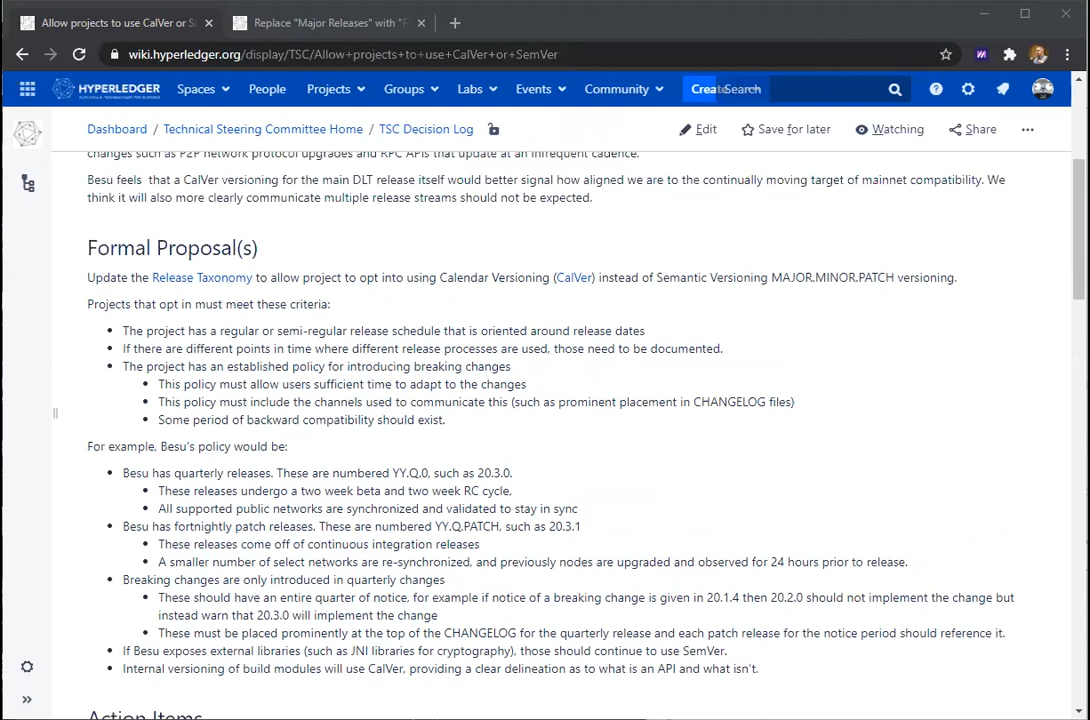 Allow projects to use CalVer or S
Replace "Major Releases" with "F
wiki.hyperledger.org/display/TSC/Allow+projects+to+use+CalVer+or+SemVer
HYPERLEDGER
Spaces
People
Projects
Groups
Labs
Events
Community
Create
Search
Dashboard / Technical Steering Committee Home / TSC Decision Log
Edit
Save for later
Watching
Share
changes such as P2P network protocol upgrades and RPC APIs that update at an infrequent cadence.
Besu feels that a CalVer versioning for the main DLT release itself would better signal how aligned we are to the continually moving target of mainnet compatibility. We
think it will also more clearly communicate multiple release streams should not be expected.
Formal Proposal(s)
Update the Release Taxonomy to allow project to opt into using Calendar Versioning (CalVer) instead of Semantic Versioning MAJOR.MINOR.PATCH versioning.
Projects that opt in must meet these criteria:
• The project has a regular or semi-regular release schedule that is oriented around release dates
• If there are different points in time where different release processes are used, those need to be documented.
• The project has an established policy for introducing breaking changes
• This policy must allow users sufficient time to adapt to the changes
• This policy must include the channels used to communicate this (such as prominent placement in CHANGELOG files)
• Some period of backward compatibility should exist.
For example, Besu's policy would be:
• Besu has quarterly releases. These are numbered YY.Q.0, such as 20.3.0.
• These releases undergo a two week beta and two week RC cycle,
• All supported public networks are synchronized and validated to stay in sync
• Besu has fortnightly patch releases. These are numbered YY.Q.PATCH, such as 20.3.1
• These releases come off of continuous integration releases
• A smaller number of select networks are re-synchronized, and previously nodes are upgraded and observed for 24 hours prior to release.
• Breaking changes are only introduced in quarterly changes
• These should have an entire quarter of notice, for example if notice of a breaking change is given in 20.1.4 then 20.2.0 should not implement the change but
instead warn that 20.3.0 will implement the change
• These must be placed prominently at the top of the CHANGELOG for the quarterly release and each patch release for the notice period should reference it.
• If Besu exposes external libraries (such as JNI libraries for cryptography), those should continue to use SemVer.
• Internal versioning of build modules will use CalVer, providing a clear delineation as to what is an API and what isn't.
Action Items